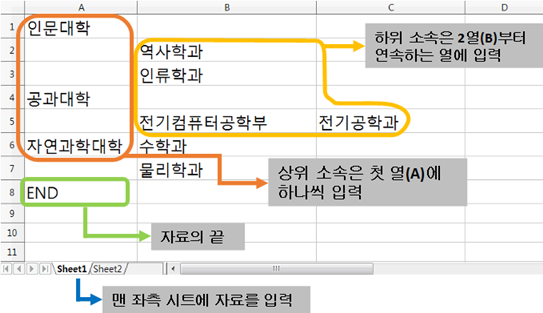 A B C D
1 인문대학
2 역사학과
3 인류학과
4 공과대학
5 전기컴퓨터공학부 전기공학과
6 자연과학대학 수학과
7 물리학과
8 END
9
10
11
하위 소속은 2열(B)부터
연속하는 열에 입력
상위 소속은 첫 열(A)에
하나씩 입력
자료의 끝
Sheet1 Sheet2
맨 좌측 시트에 자료를 입력